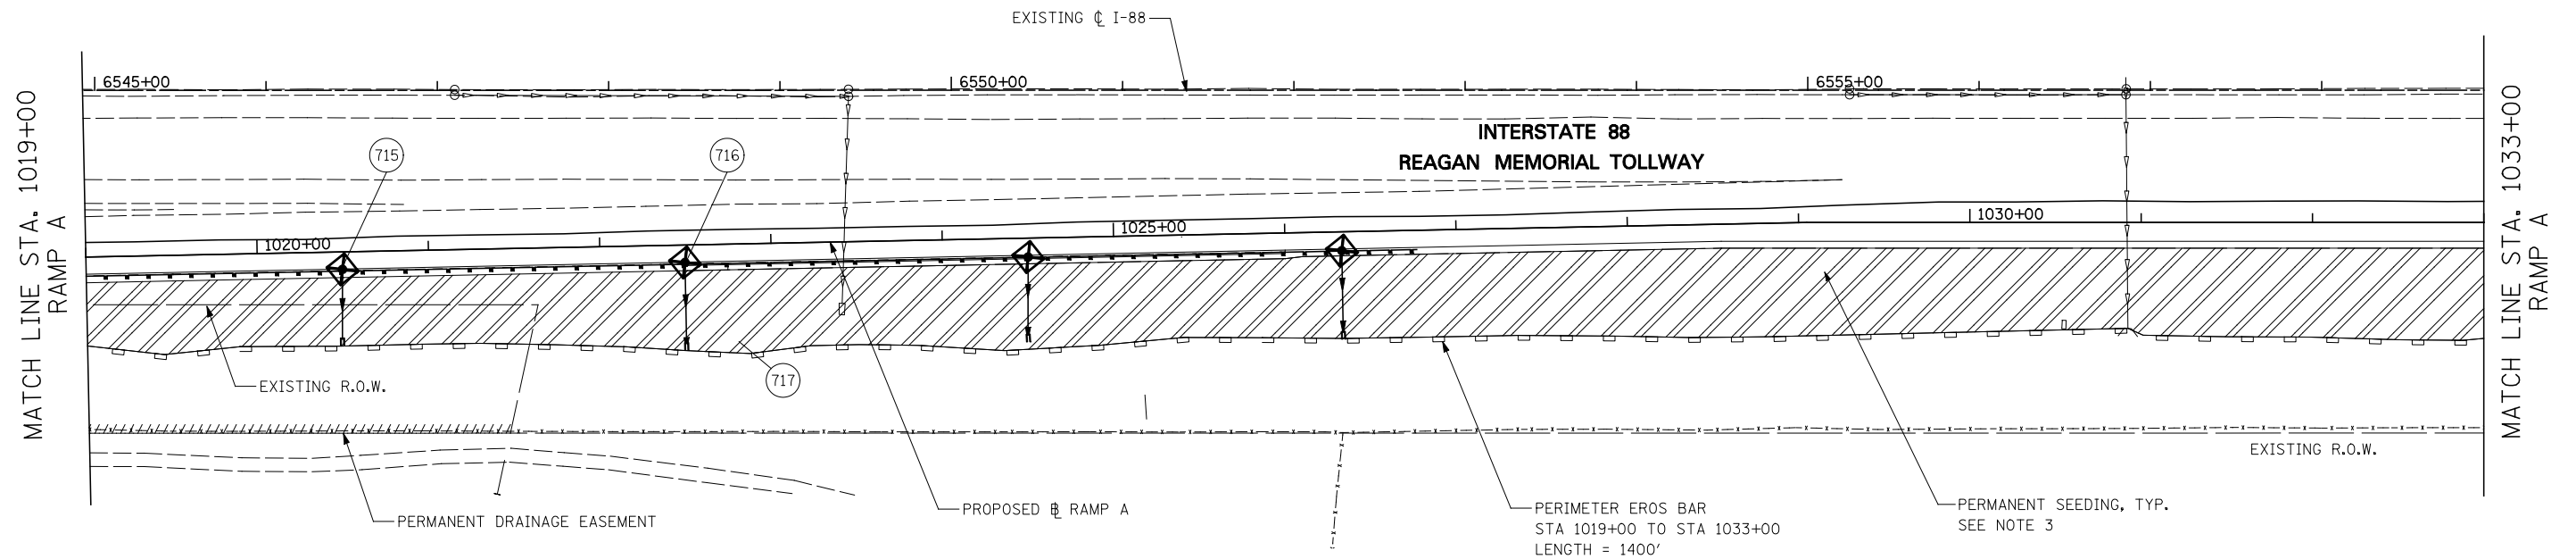 EXISTING ℄ I-88
6545+00
6550+00
6555+00
INTERSTATE 88
REAGAN MEMORIAL TOLLWAY
715
716
MATCH LINE STA. 1019+00
RAMP A
MATCH LINE STA. 1033+00
RAMP A
1020+00
1025+00
1030+00
717
EXISTING R.O.W.
EXISTING R.O.W.
PERMANENT DRAINAGE EASEMENT
PROPOSED B̵L RAMP A
PERIMETER EROS BAR
STA 1019+00 TO STA 1033+00
LENGTH = 1400'
PERMANENT SEEDING, TYP.
SEE NOTE 3